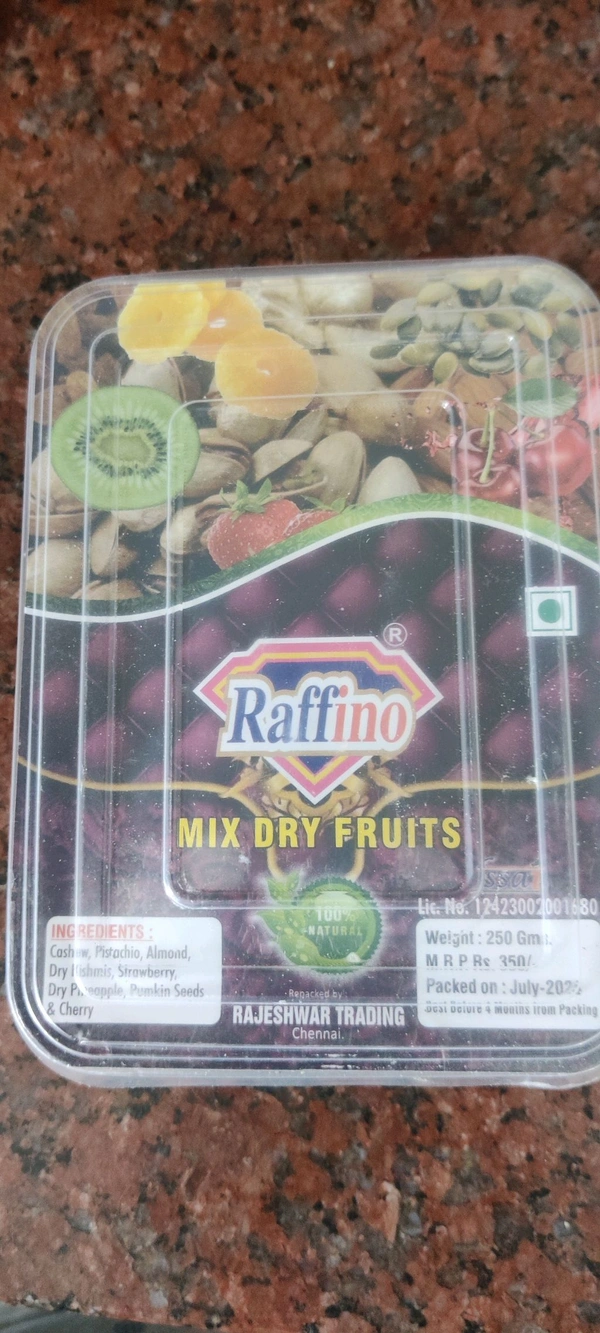 ®
Raffino
MIX DRY FRUITS
100%
NATURAL
ssa
Lic. No. 12423002001680
INGREDIENTS :
Cashew, Pistachio, Almond,
Dry Kishmis, Strawberry,
Dry Pineapple, Pumkin Seeds
& Cherry
Weight : 250 Gms.
M.R.P Rs. 350/-
Packed on : July-
Best Before 4 Months from Packing
Repacked by
RAJESHWAR TRADING
Chennai.